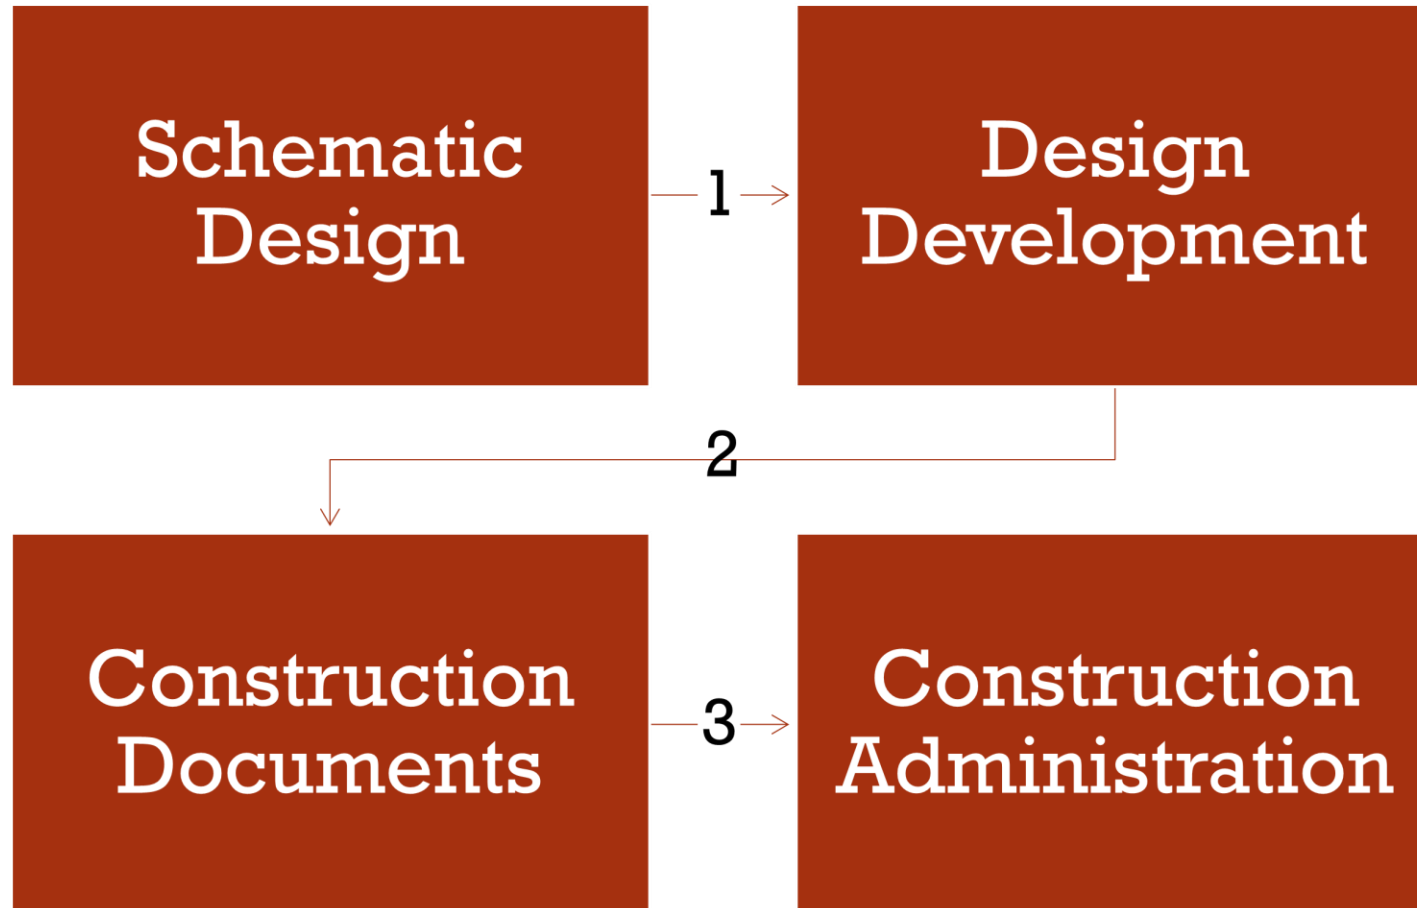 Schematic
Design
1
Design
Development
2
Construction
Documents
3
Construction
Administration